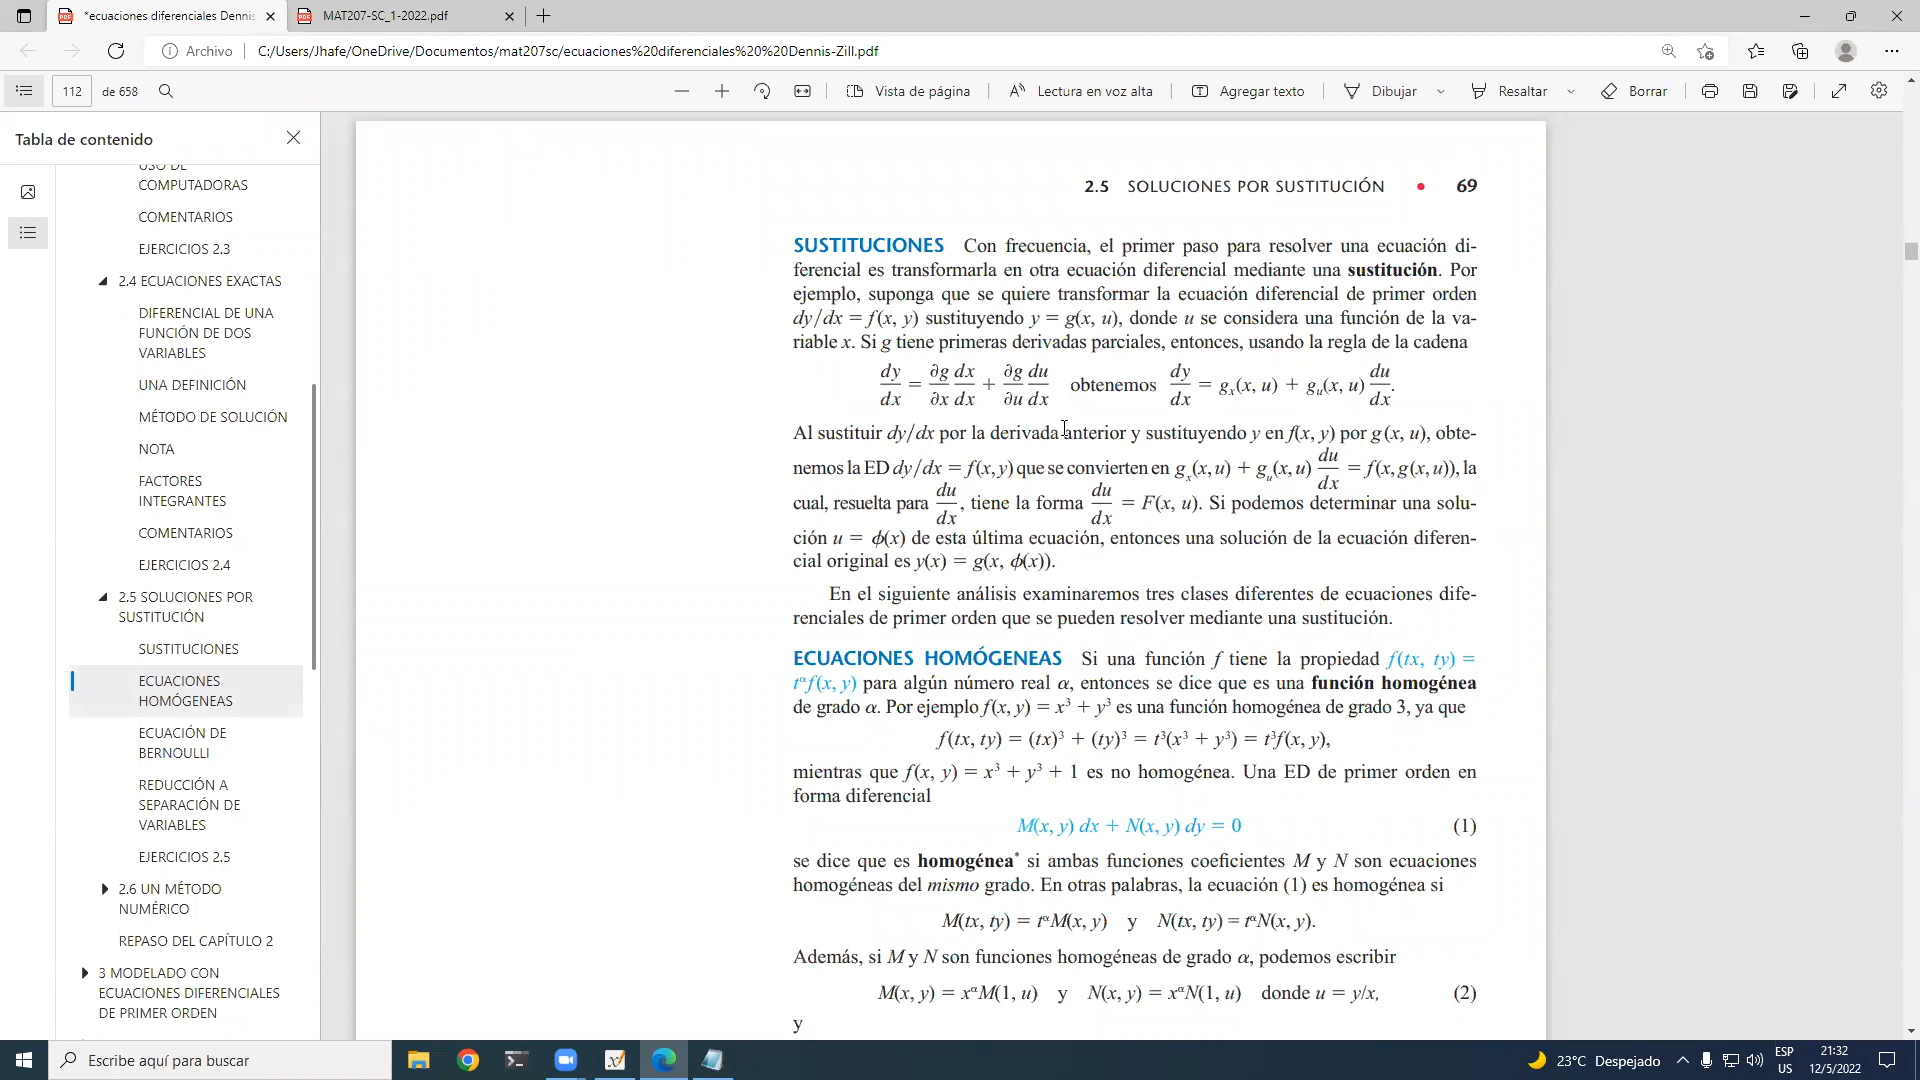 *ecuaciones diferenciales Dennis
MAT207-SC_1-2022.pdf
Archivo
C:/Users/Jhafe/OneDrive/Documentos/mat207sc/ecuaciones%20diferenciales%20%20Dennis-Zill.pdf
112 de 658
Vista de página
Lectura en voz alta
Agregar texto
Dibujar
Resaltar
Borrar
Tabla de contenido
USO DE
COMPUTADORAS
COMENTARIOS
EJERCICIOS 2.3
2.4 ECUACIONES EXACTAS
DIFERENCIAL DE UNA
FUNCIÓN DE DOS
VARIABLES
UNA DEFINICIÓN
MÉTODO DE SOLUCIÓN
NOTA
FACTORES
INTEGRANTES
COMENTARIOS
EJERCICIOS 2.4
2.5 SOLUCIONES POR
SUSTITUCIÓN
SUSTITUCIONES
ECUACIONES
HOMÓGENEAS
ECUACIÓN DE
BERNOULLI
REDUCCIÓN A
SEPARACIÓN DE
VARIABLES
EJERCICIOS 2.5
2.6 UN MÉTODO
NUMÉRICO
REPASO DEL CAPÍTULO 2
3 MODELADO CON
ECUACIONES DIFERENCIALES
DE PRIMER ORDEN
2.5 SOLUCIONES POR SUSTITUCIÓN • 69
SUSTITUCIONES Con frecuencia, el primer paso para resolver una ecuación di-
ferencial es transformarla en otra ecuación diferencial mediante una sustitución. Por
ejemplo, suponga que se quiere transformar la ecuación diferencial de primer orden
dy/dx = f(x, y) sustituyendo y = g(x, u), donde u se considera una función de la va-
riable x. Si g tiene primeras derivadas parciales, entonces, usando la regla de la cadena
dy/dx = ∂g/∂x dx/dx + ∂g/∂u du/dx obtenemos dy/dx = gₓ(x, u) + gᵤ(x, u) du/dx.
Al sustituir dy/dx por la derivada anterior y sustituyendo y en f(x, y) por g(x, u), obte-
nemos la ED dy/dx = f(x, y) que se convierten en gₓ(x, u) + gᵤ(x, u) du/dx = f(x, g(x, u)), la
cual, resuelta para du/dx, tiene la forma du/dx = F(x, u). Si podemos determinar una solu-
ción u = ϕ(x) de esta última ecuación, entonces una solución de la ecuación diferen-
cial original es y(x) = g(x, ϕ(x)).
En el siguiente análisis examinaremos tres clases diferentes de ecuaciones dife-
renciales de primer orden que se pueden resolver mediante una sustitución.
ECUACIONES HOMÓGENEAS Si una función f tiene la propiedad f(tx, ty) =
tᵅf(x, y) para algún número real α, entonces se dice que es una función homogénea
de grado α. Por ejemplo f(x, y) = x³ + y³ es una función homogénea de grado 3, ya que
f(tx, ty) = (tx)³ + (ty)³ = t³(x³ + y³) = t³f(x, y),
mientras que f(x, y) = x³ + y³ + 1 es no homogénea. Una ED de primer orden en
forma diferencial
M(x, y) dx + N(x, y) dy = 0 (1)
se dice que es homogénea* si ambas funciones coeficientes M y N son ecuaciones
homogéneas del mismo grado. En otras palabras, la ecuación (1) es homogénea si
M(tx, ty) = tᵅM(x, y) y N(tx, ty) = tᵅN(x, y).
Además, si M y N son funciones homogéneas de grado α, podemos escribir
M(x, y) = xᵅM(1, u) y N(x, y) = xᵅN(1, u) donde u = y/x, (2)
y
Escribe aquí para buscar
23°C Despejado
ESP
US
21:32
12/5/2022